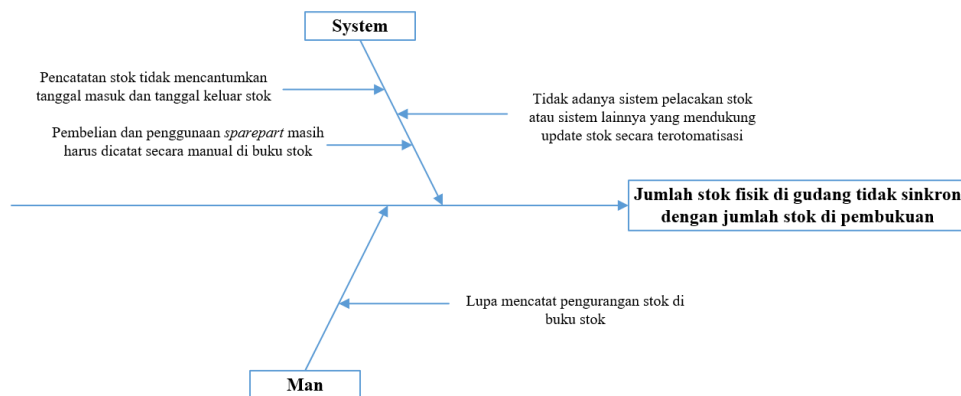 System
Pencatatan stok tidak mencantumkan
tanggal masuk dan tanggal keluar stok
Tidak adanya sistem pelacakan stok
atau sistem lainnya yang mendukung
update stok secara terotomatisasi
Pembelian dan penggunaan sparepart masih
harus dicatat secara manual di buku stok
Jumlah stok fisik di gudang tidak sinkron
dengan jumlah stok di pembukuan
Lupa mencatat pengurangan stok di
buku stok
Man